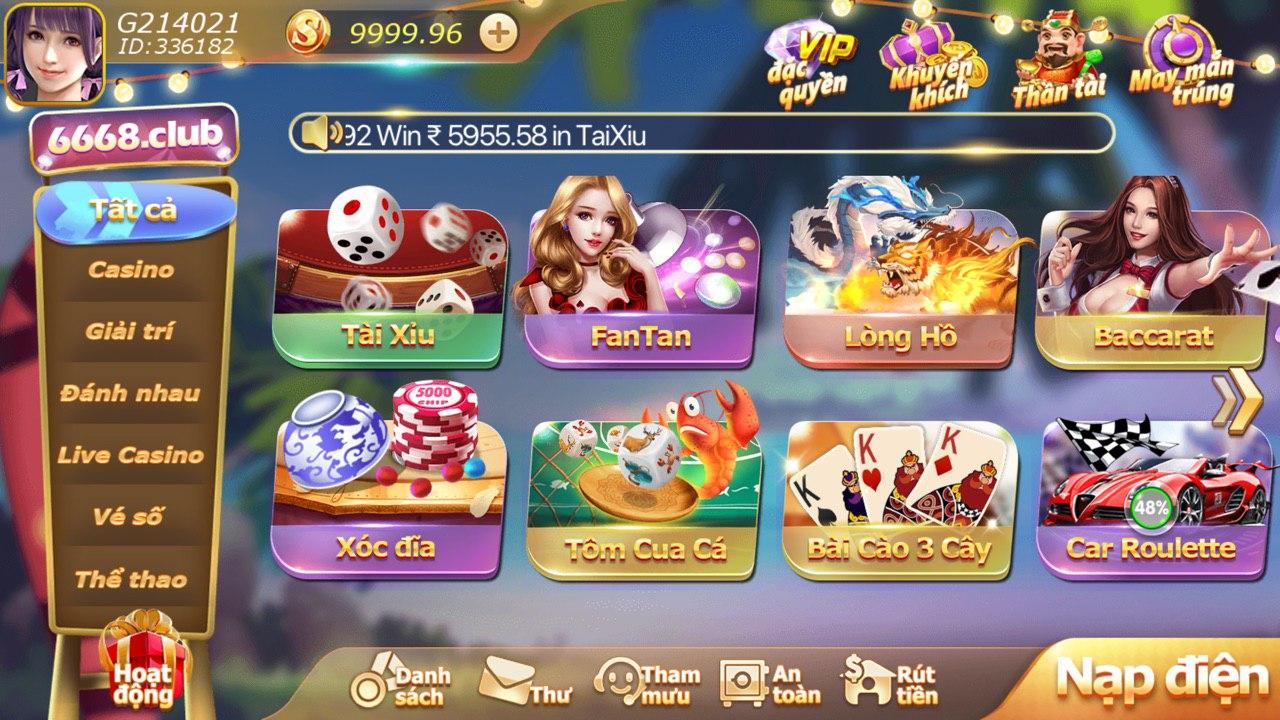 G214021
ID:336182
9999.96
VIP
đặc
quyền
Khuyến
khích
Thần tài
May mắn
trúng
6668.club
92 Win ₹ 5955.58 in TaiXiu
Tất cả
Casino
Giải trí
Đánh nhau
Live Casino
Vé số
Thể thao
Hoạt
động
Tài Xỉu
FanTan
Lòng Hồ
Baccarat
5000
CHIP
Xóc đĩa
Tôm Cua Cá
K
K
K
Bài Cào 3 Cây
48%
Car Roulette
Danh
sách
Thư
Tham
mưu
An
toàn
Rút
tiền
Nạp điện